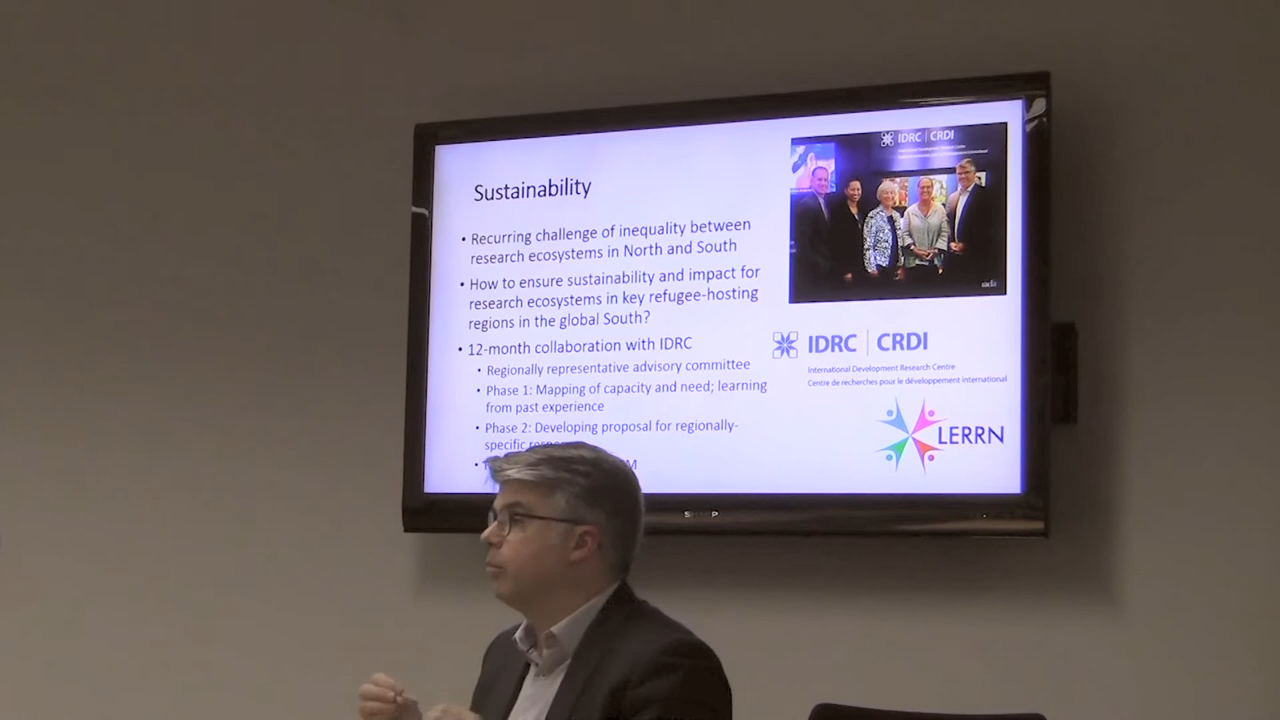 IDRC | CRDI
Sustainability
• Recurring challenge of inequality between
research ecosystems in North and South
• How to ensure sustainability and impact for
research ecosystems in key refugee-hosting
regions in the global South?
• 12-month collaboration with IDRC
• Regionally representative advisory committee
• Phase 1: Mapping of capacity and need; learning
from past experience
• Phase 2: Developing proposal for regionally-
specific
IDRC | CRDI
International Development Research Centre
Centre de recherches pour le développement international
LERRN